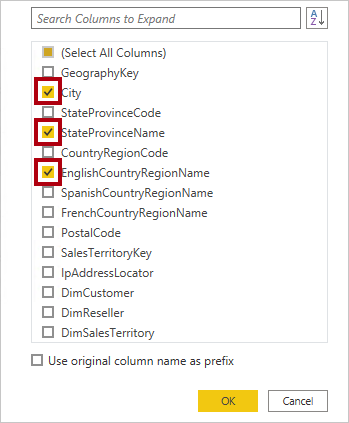 Search Columns to Expand
A
Z
(Select All Columns)
GeographyKey
City
StateProvinceCode
StateProvinceName
CountryRegionCode
EnglishCountryRegionName
SpanishCountryRegionName
FrenchCountryRegionName
PostalCode
SalesTerritoryKey
IpAddressLocator
DimCustomer
DimReseller
DimSalesTerritory
Use original column name as prefix
OK Cancel